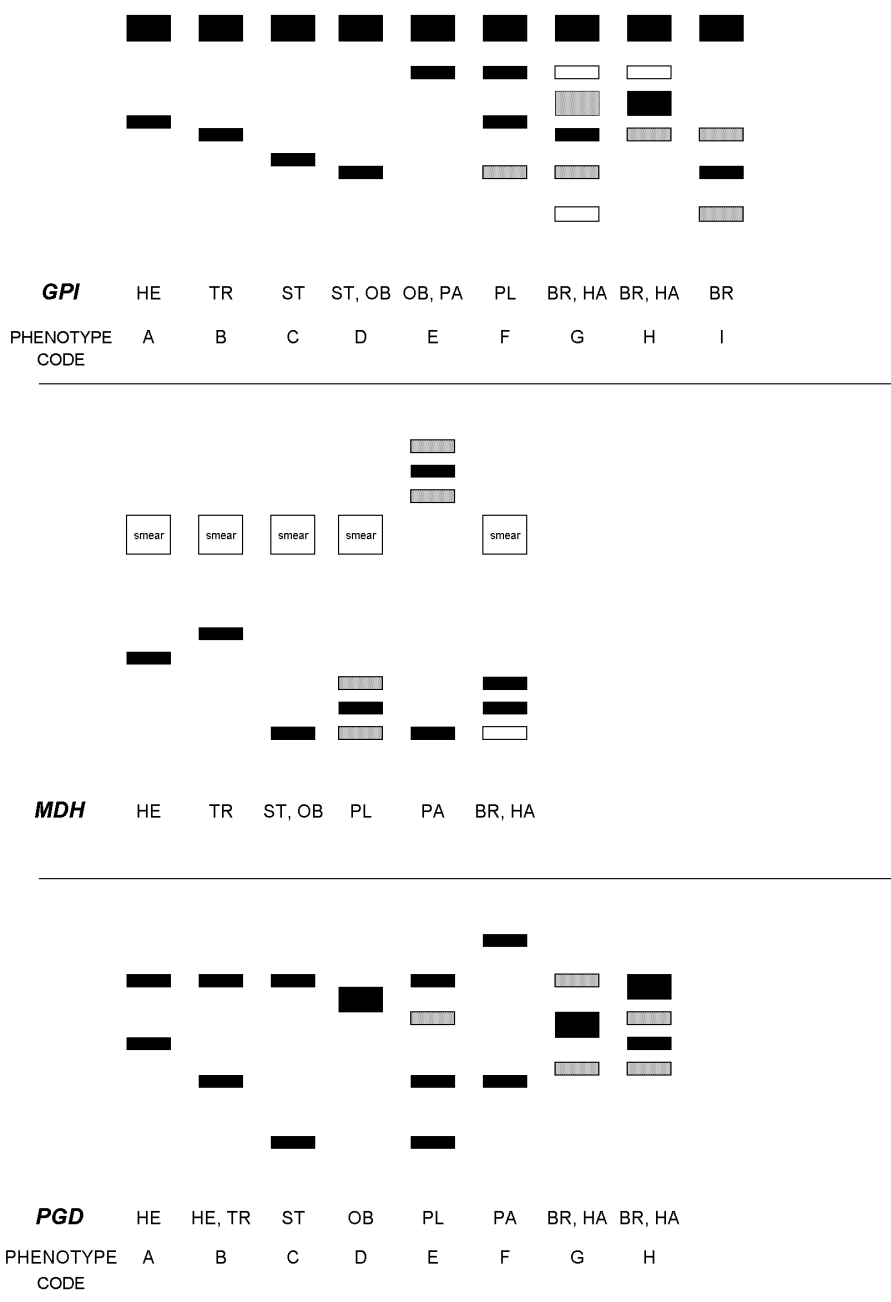 GPI HE TR ST ST, OB OB, PA PL BR, HA BR, HA BR
PHENOTYPE A B C D E F G H I
CODE
smear smear smear smear smear
MDH HE TR ST, OB PL PA BR, HA
PGD HE HE, TR ST OB PL PA BR, HA BR, HA
PHENOTYPE A B C D E F G H
CODE